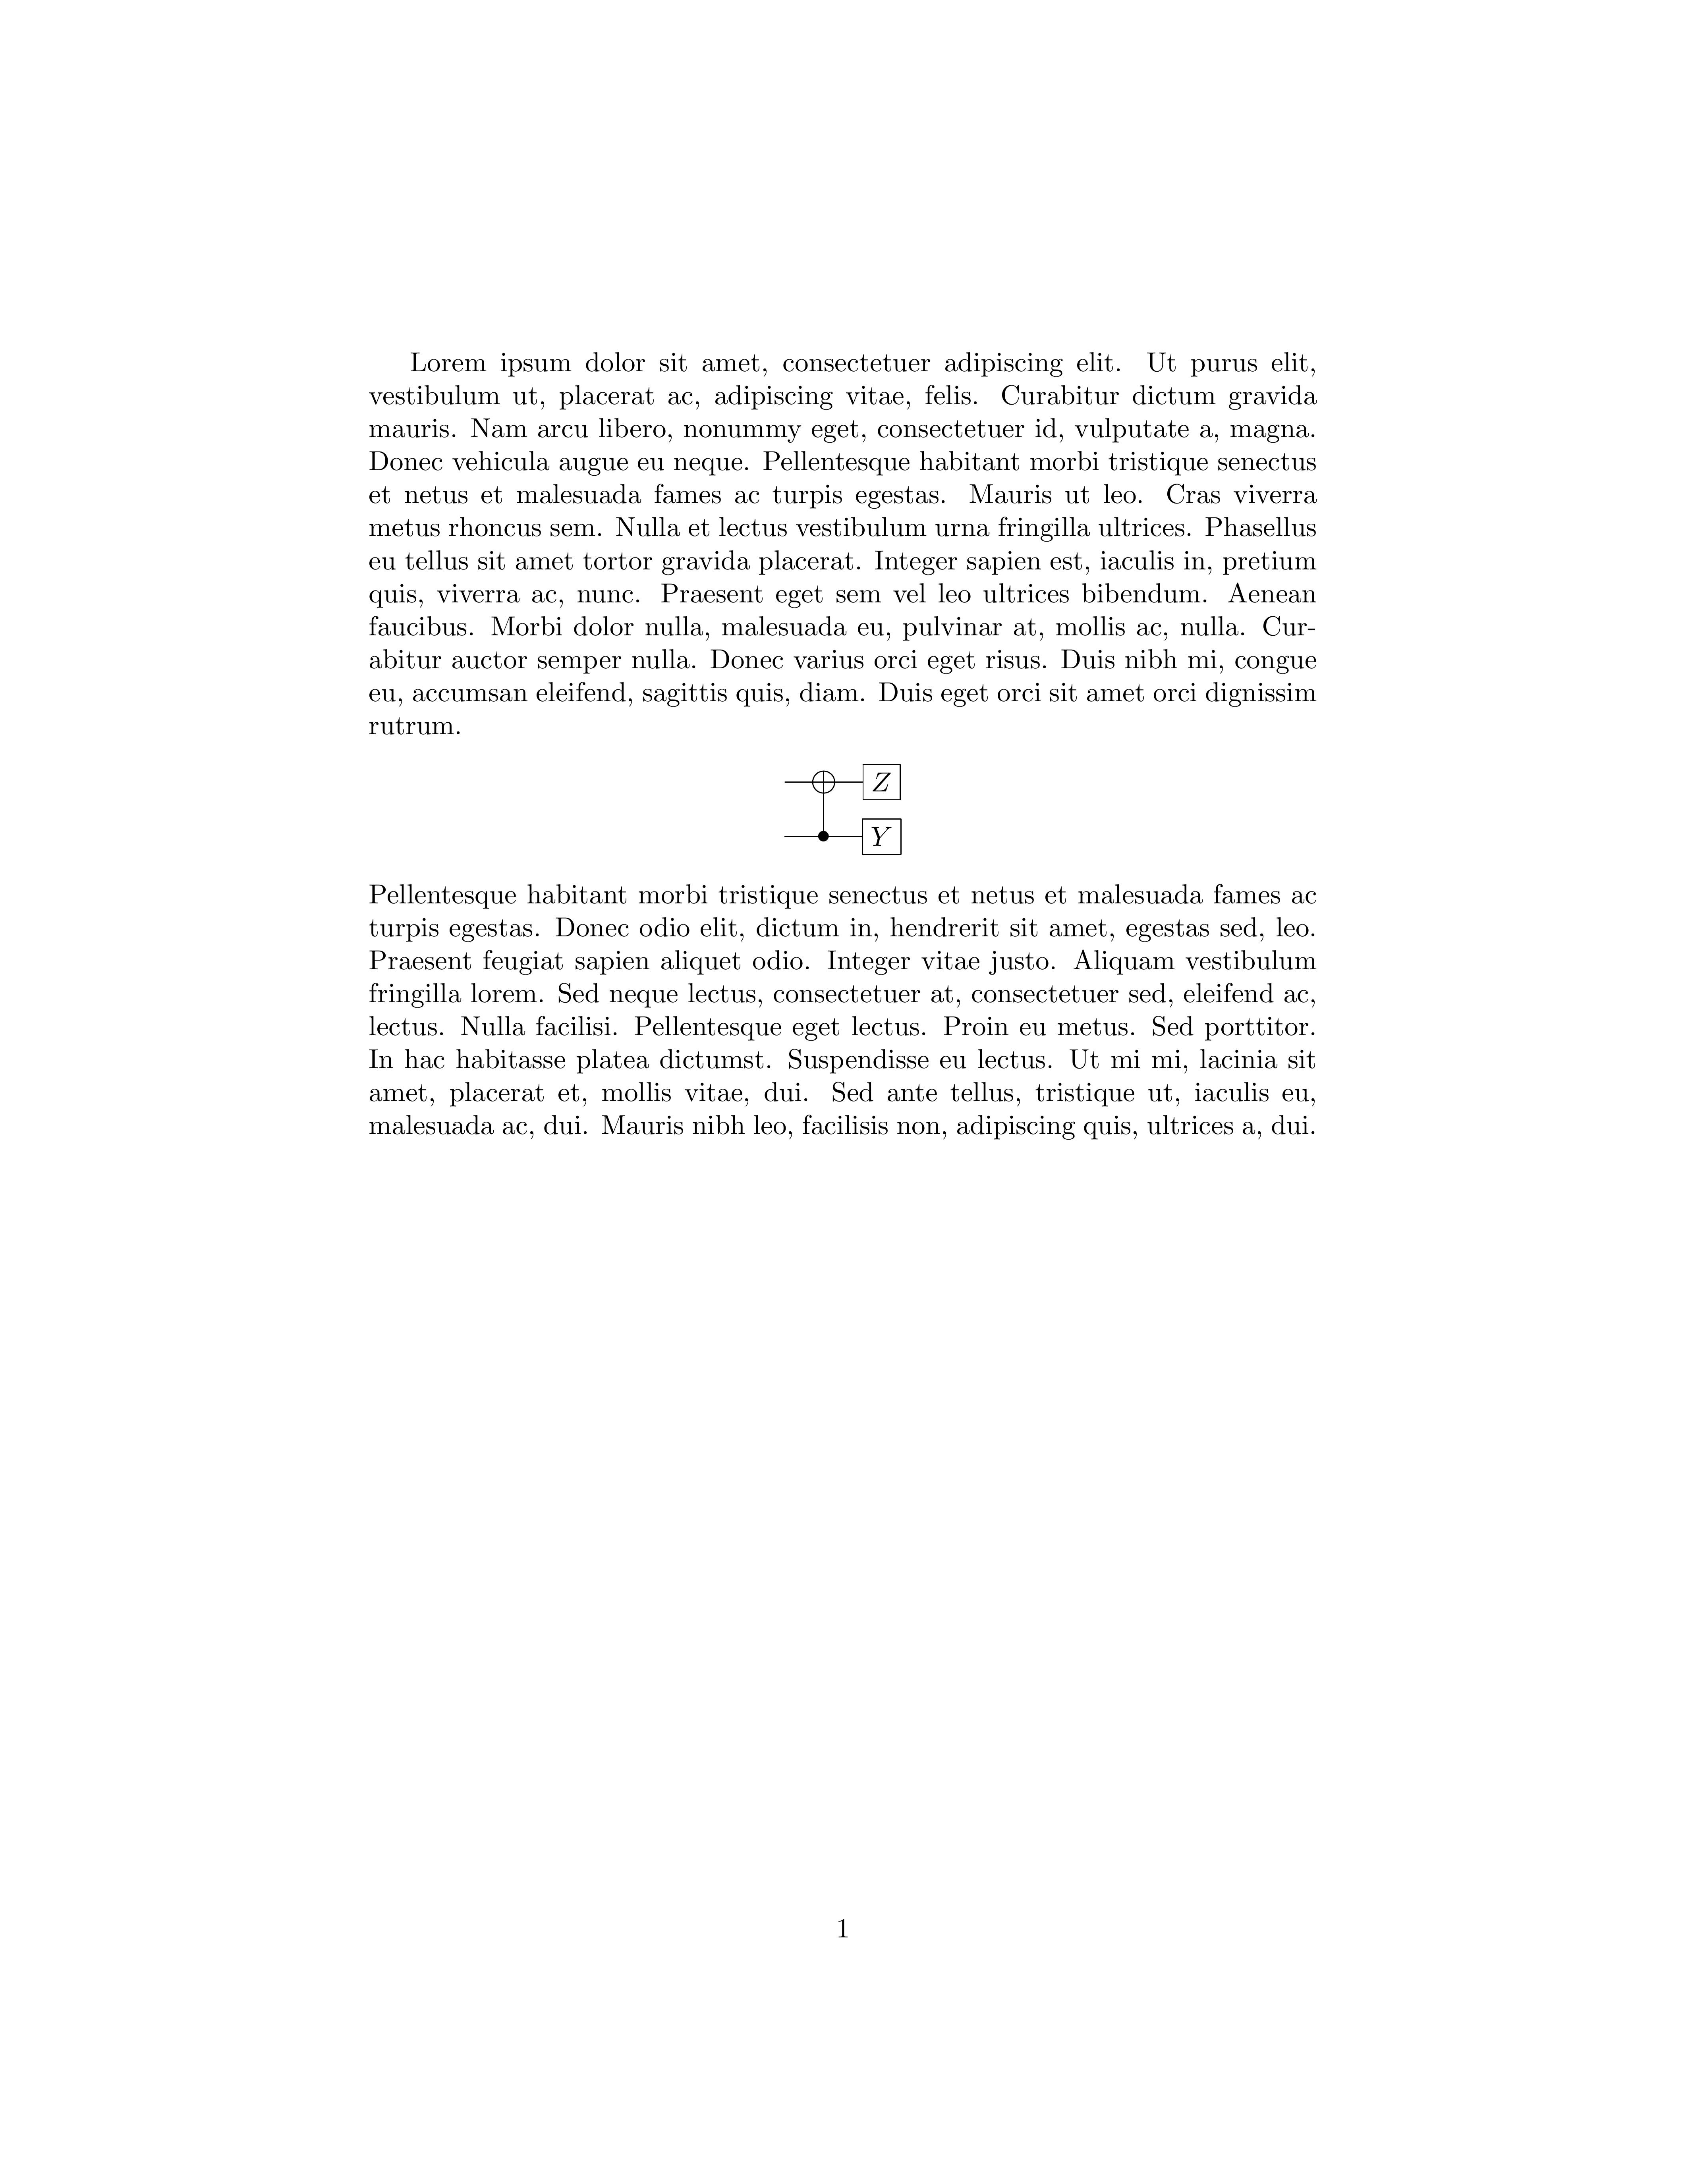 Lorem ipsum dolor sit amet, consectetuer adipiscing elit. Ut purus elit,
vestibulum ut, placerat ac, adipiscing vitae, felis. Curabitur dictum gravida
mauris. Nam arcu libero, nonummy eget, consectetuer id, vulputate a, magna.
Donec vehicula augue eu neque. Pellentesque habitant morbi tristique senectus
et netus et malesuada fames ac turpis egestas. Mauris ut leo. Cras viverra
metus rhoncus sem. Nulla et lectus vestibulum urna fringilla ultrices. Phasellus
eu tellus sit amet tortor gravida placerat. Integer sapien est, iaculis in, pretium
quis, viverra ac, nunc. Praesent eget sem vel leo ultrices bibendum. Aenean
faucibus. Morbi dolor nulla, malesuada eu, pulvinar at, mollis ac, nulla. Cur-
abitur auctor semper nulla. Donec varius orci eget risus. Duis nibh mi, congue
eu, accumsan eleifend, sagittis quis, diam. Duis eget orci sit amet orci dignissim
rutrum.
Z
Y
Pellentesque habitant morbi tristique senectus et netus et malesuada fames ac
turpis egestas. Donec odio elit, dictum in, hendrerit sit amet, egestas sed, leo.
Praesent feugiat sapien aliquet odio. Integer vitae justo. Aliquam vestibulum
fringilla lorem. Sed neque lectus, consectetuer at, consectetuer sed, eleifend ac,
lectus. Nulla facilisi. Pellentesque eget lectus. Proin eu metus. Sed porttitor.
In hac habitasse platea dictumst. Suspendisse eu lectus. Ut mi mi, lacinia sit
amet, placerat et, mollis vitae, dui. Sed ante tellus, tristique ut, iaculis eu,
malesuada ac, dui. Mauris nibh leo, facilisis non, adipiscing quis, ultrices a, dui.
1